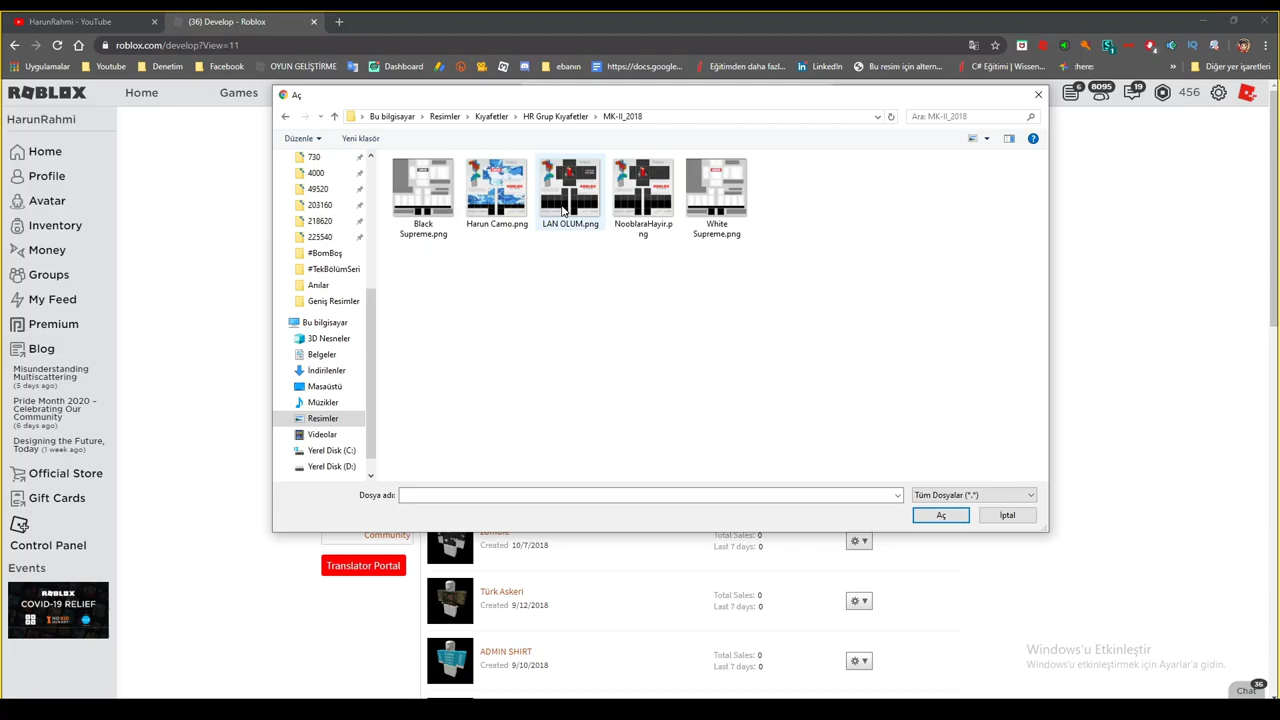 HarunRahmi - YouTube
(36) Develop - Roblox
roblox.com/develop?View=11
Uygulamalar
Youtube
Denetim
Facebook
OYUN GELİŞTİRME
Dashboard
ebanın
https://docs.google...
Eğitimden daha fazl...
LinkedIn
Bu resim için altern...
C# Eğitimi | Wissen...
:here:
Diğer yer işaretleri
ROBLOX
Home
Games
6
8095
19
456
HarunRahmi
Home
Profile
Avatar
Inventory
Money
Groups
My Feed
Premium
Blog
Misunderstanding
Multiscattering
(5 days ago)
Pride Month 2020 –
Celebrating Our
Community
(6 days ago)
Designing the Future,
Today (1 week ago)
Official Store
Gift Cards
Control Panel
Events
ROBLOX
COVID-19 RELIEF
Aç
Bu bilgisayar
Resimler
Kıyafetler
HR Grup Kıyafetler
MK-II_2018
Ara: MK-II_2018
Düzenle
Yeni klasör
730
4000
49520
203160
218620
225540
#BomBoş
#TekBölümSeri
Anılar
Geniş Resimler
Bu bilgisayar
3D Nesneler
Belgeler
İndirilenler
Masaüstü
Müzikler
Resimler
Videolar
Yerel Disk (C:)
Yerel Disk (D:)
Black
Supreme.png
Harun Camo.png
LAN OLUM.png
NooblaraHayir.p
ng
White
Supreme.png
Dosya adı:
Tüm Dosyalar (*.*)
Aç
İptal
Community
Translator Portal
Zombie
Created 10/7/2018
Total Sales: 0
Last 7 days: 0
Türk Askeri
Created 9/12/2018
Total Sales: 0
Last 7 days: 0
ADMIN SHIRT
Created 9/10/2018
Total Sales: 0
Last 7 days: 0
Windows'u Etkinleştir
Windows'u etkinleştirmek için Ayarlar'a gidin.
Chat
36